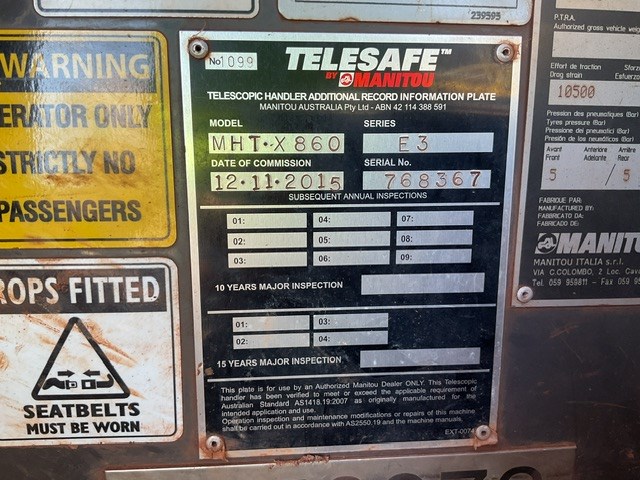 239593
WARNING
ERATOR ONLY
STRICTLY NO
PASSENGERS
ROPS FITTED
SEATBELTS
MUST BE WORN
No 1099
TELESAFE™
BY MANITOU
TELESCOPIC HANDLER ADDITIONAL RECORD INFORMATION PLATE
MANITOU AUSTRALIA Pty Ltd - ABN 42 114 388 591
MODEL SERIES
MHT-X860 E3
DATE OF COMMISSION SERIAL No.
12·11·2015 768367
SUBSEQUENT ANNUAL INSPECTIONS
01: 04: 07:
02: 05: 08:
03: 06: 09:
10 YEARS MAJOR INSPECTION
01: 03:
02: 04:
15 YEARS MAJOR INSPECTION
This plate is for use by an Authorized Manitou Dealer ONLY. This Telescopic
handler has been verified to meet or exceed the applicable requirement of
Australian Standard AS1418.19:2007 as originally manufactured for the
intended application and use.
Operation inspection and maintenance modifications or repairs of this machine
shall be carried out in accordance with AS2550.19 and the machine manuals.
EXT-0074
P.T.R.A.
Authorized gross vehicle weig
Effort de traction Sforzo
Drag strain Esfuerzo
10500
Pression des pneumatiques (Bar)
Tyres pressure (Bar)
Pressione dei pneumatici (Bar)
Presión de los neumáticos (Bar)
Avant Anteriore Arrière
Front Adelante Rear
5 / 5
FABRIQUE PAR:
MANUFACTURED BY:
FABBRICATO DA:
FABRICADO DE:
MANITO
MANITOU ITALIA s.r.l.
VIA C.COLOMBO, 2 Loc. Cava
Tel. 059 959811 - Fax 059 95